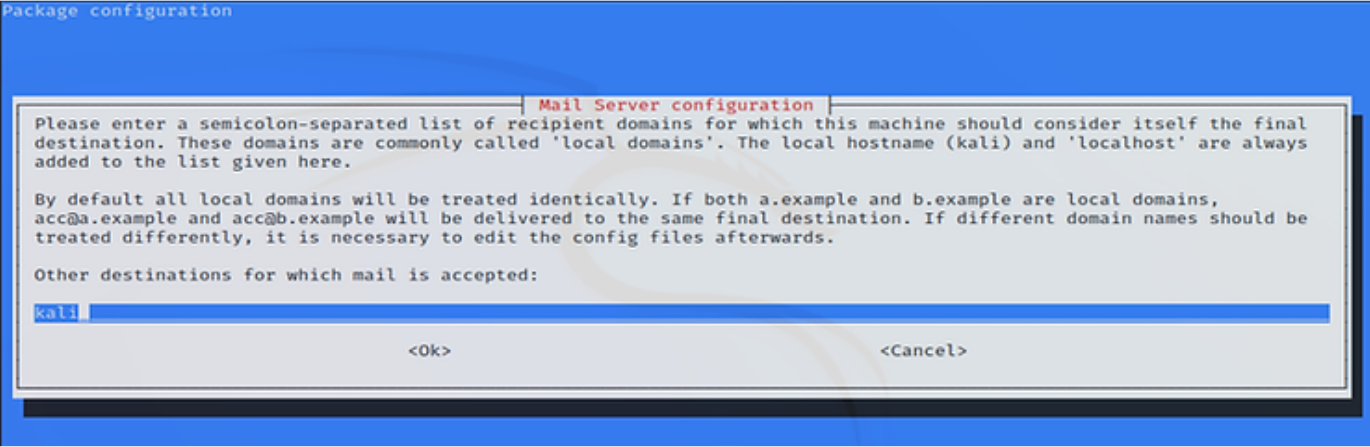 Package configuration
Mail Server configuration
Please enter a semicolon-separated list of recipient domains for which this machine should consider itself the final
destination. These domains are commonly called 'local domains'. The local hostname (kali) and 'localhost' are always
added to the list given here.
By default all local domains will be treated identically. If both a.example and b.example are local domains,
acc@a.example and acc@b.example will be delivered to the same final destination. If different domain names should be
treated differently, it is necessary to edit the config files afterwards.
Other destinations for which mail is accepted:
kali
<Ok> <Cancel>